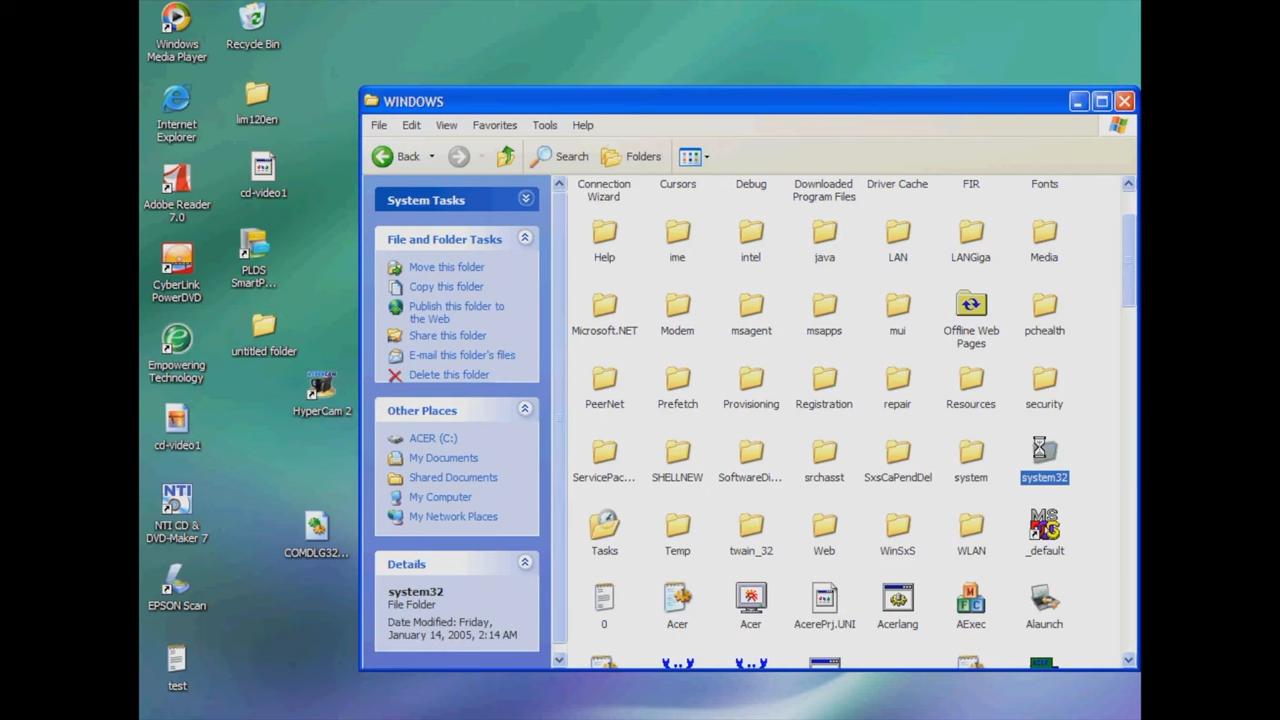 Windows
Media Player
Recycle Bin
Internet
Explorer
lim120en
Adobe Reader
7.0
cd-video1
CyberLink
PowerDVD
PLDS
SmartP...
Empowering
Technology
untitled folder
HyperCam 2
cd-video1
NTI CD &
DVD-Maker 7
COMDLG32...
EPSON Scan
test
WINDOWS
File Edit View Favorites Tools Help
Back Search Folders
System Tasks
File and Folder Tasks
Move this folder
Copy this folder
Publish this folder to
the Web
Share this folder
E-mail this folder's files
Delete this folder
Other Places
ACER (C:)
My Documents
Shared Documents
My Computer
My Network Places
Details
system32
File Folder
Date Modified: Friday,
January 14, 2005, 2:14 AM
Connection Cursors Debug Downloaded Driver Cache FIR Fonts
Wizard Program Files
Help ime intel java LAN LANGiga Media
Microsoft.NET Modem msagent msapps mui Offline Web pchealth
Pages
PeerNet Prefetch Provisioning Registration repair Resources security
ServicePac... SHELLNEW SoftwareDi... srchasst SxsCaPendDel system system32
MS
Tasks Temp twain_32 Web WinSxS WLAN _default
0 Acer Acer AcerePrj.UNI Acerlang AExec Alaunch